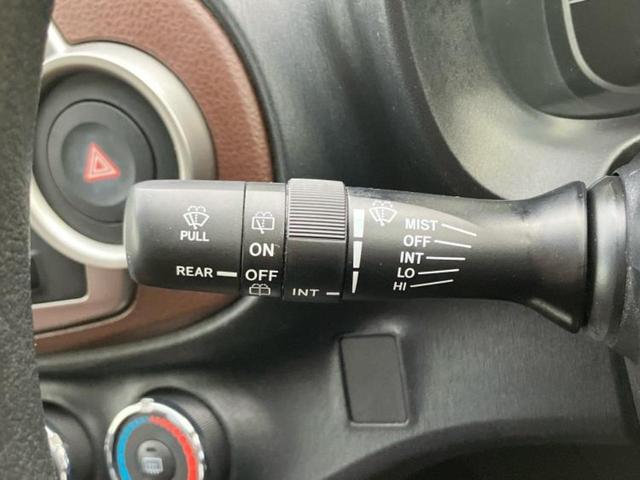 PULL
REAR
ON
OFF
INT
MIST
OFF
INT
LO
HI